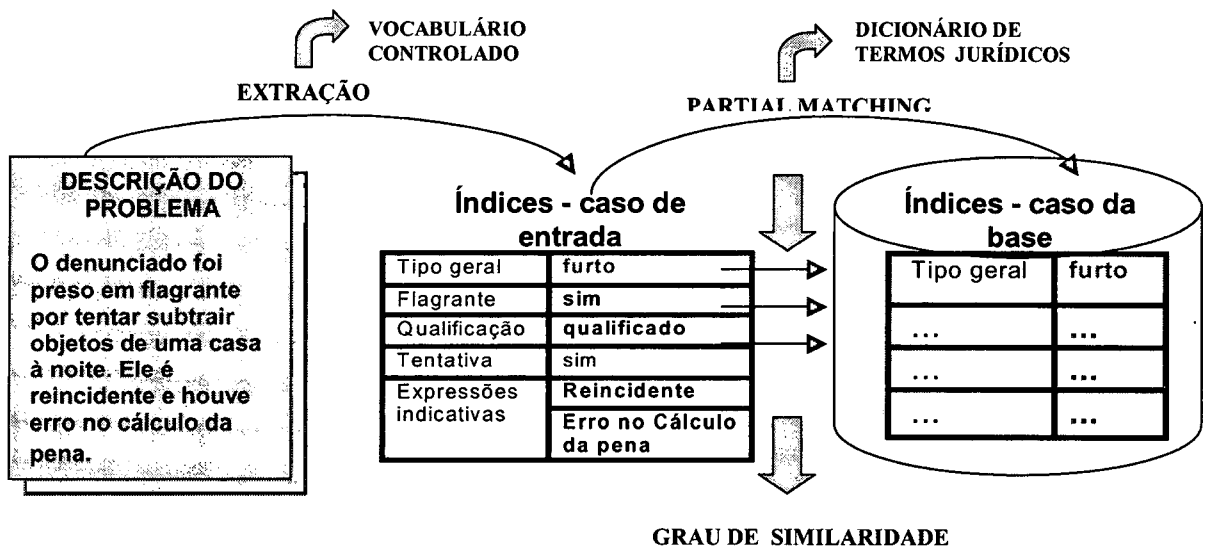 VOCABULÁRIO
CONTROLADO
DICIONÁRIO DE
TERMOS JURÍDICOS
EXTRAÇÃO
PARTIAL MATCHING
DESCRIÇÃO DO
PROBLEMA
O denunciado foi
preso em flagrante
por tentar subtrair
objetos de uma casa
à noite. Ele é
reincidente e houve
erro no cálculo da
pena.
Índices - caso de
entrada
Tipo geral furto
Flagrante sim
Qualificação qualificado
Tentativa sim
Expressões Reincidente
indicativas
Erro no Cálculo
da pena
Índices - caso da
base
Tipo geral furto
... ...
... ...
... ...
GRAU DE SIMILARIDADE